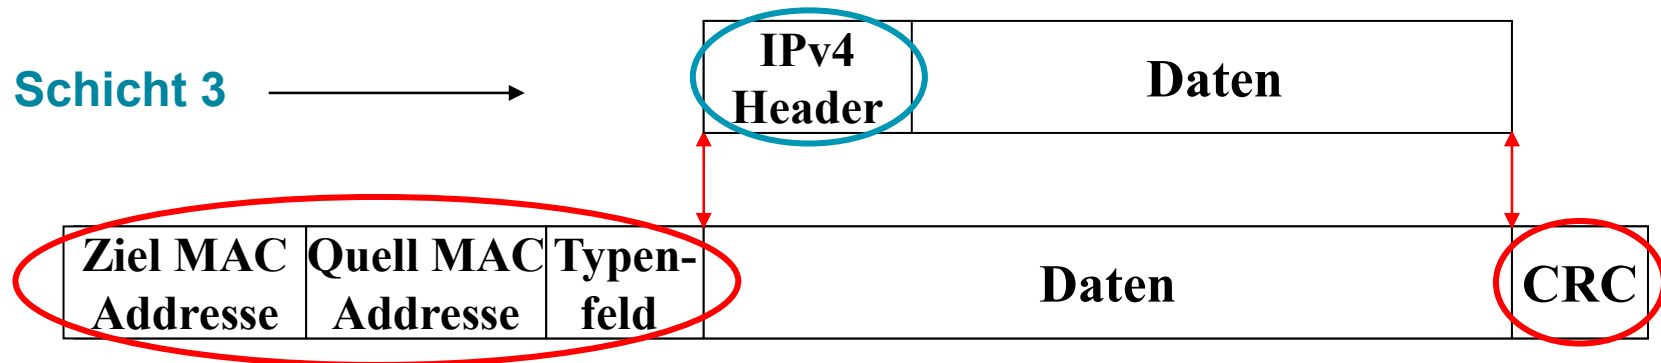 Schicht 3
IPv4
Header
Daten
Ziel MAC
Addresse
Quell MAC
Addresse
Typen-
feld
Daten
CRC